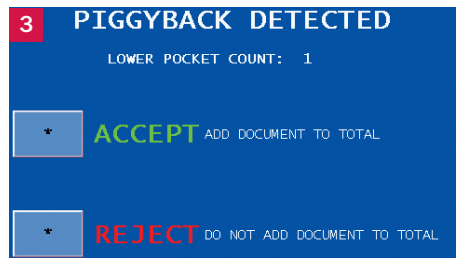 3
PIGGYBACK DETECTED
LOWER POCKET COUNT: 1
* ACCEPT ADD DOCUMENT TO TOTAL
* REJECT DO NOT ADD DOCUMENT TO TOTAL